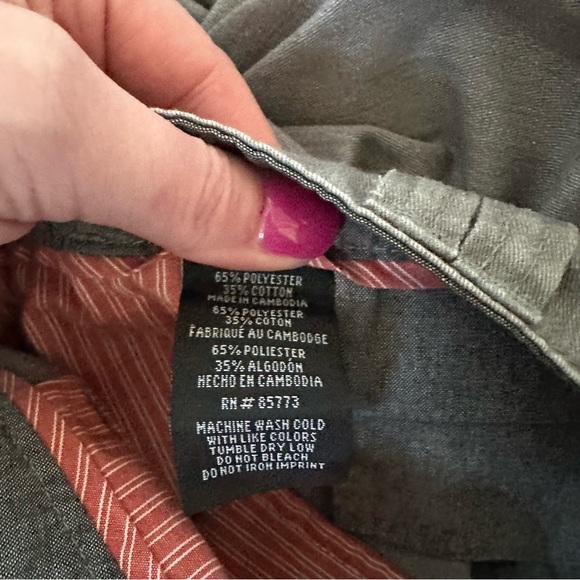 65% POLYESTER
35% COTTON
MADE IN CAMBODIA
65% POLYESTER
35% COTON
FABRIQUÉ AU CAMBODGE
65% POLIESTER
35% ALGODÓN
HECHO EN CAMBODIA
RN# 85773
MACHINE WASH COLD
WITH LIKE COLORS
TUMBLE DRY LOW
DO NOT BLEACH
DO NOT IRON IMPRINT